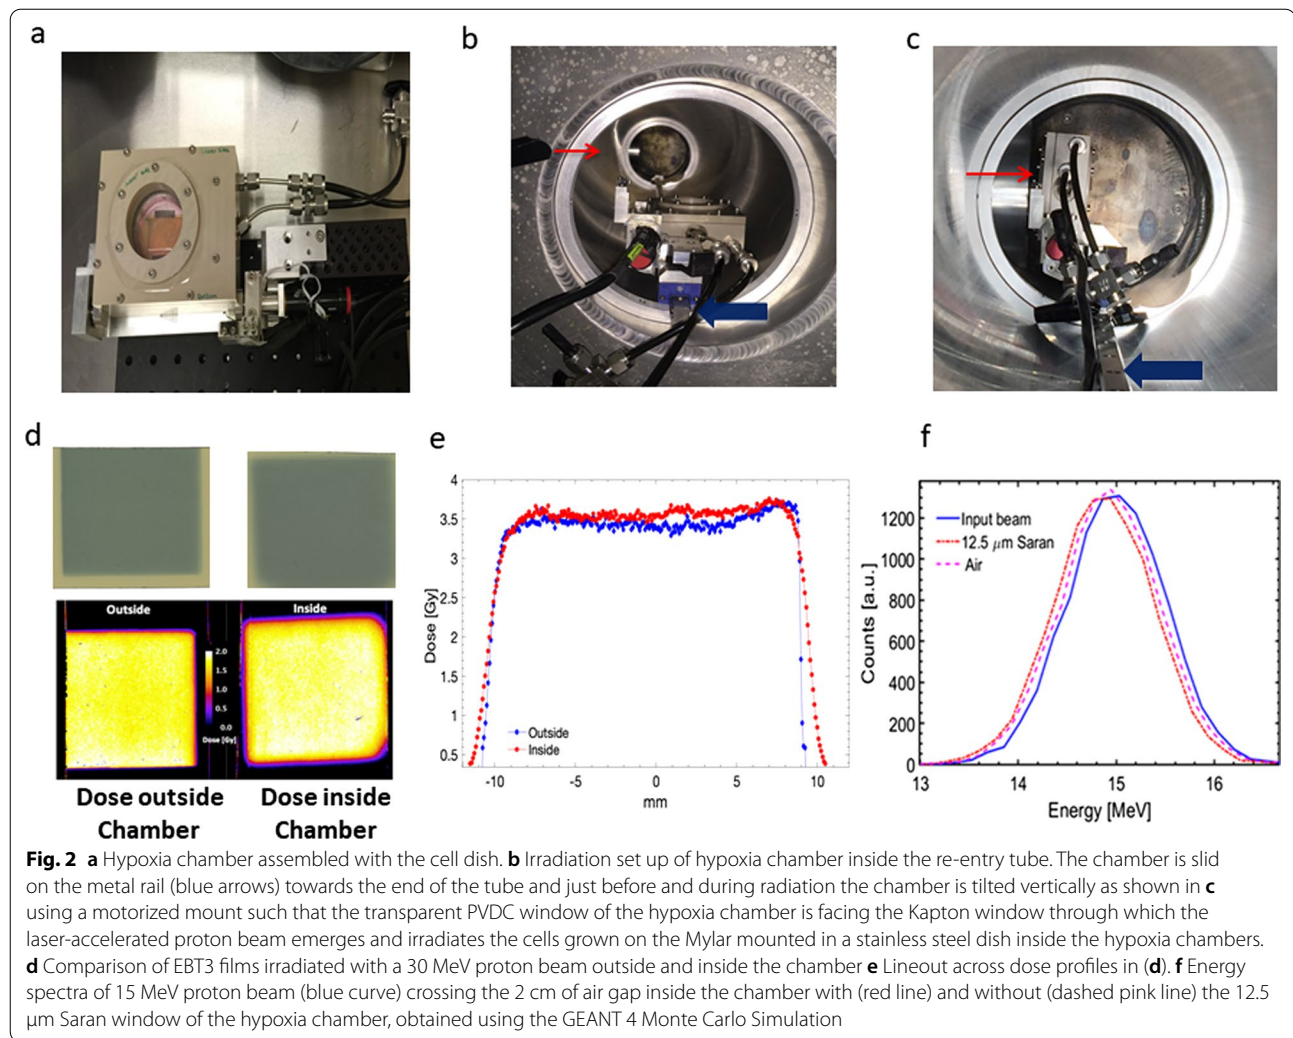 a
b
c
d
Outside
Inside
2.0
1.5
1.0
0.5
0.0
Dose [Gy]
Dose outside
Chamber
Dose inside
Chamber
e
4
3.5
3
2.5
2
1.5
1
0.5
Dose [Gy]
Outside
Inside
-10
-5
0
5
10
mm
f
1200
1000
800
600
400
200
0
Counts [a.u.]
Input beam
12.5 μm Saran
Air
13
14
15
16
Energy [MeV]
Fig. 2 a Hypoxia chamber assembled with the cell dish. b Irradiation set up of hypoxia chamber inside the re-entry tube. The chamber is slid
on the metal rail (blue arrows) towards the end of the tube and just before and during radiation the chamber is tilted vertically as shown in c
using a motorized mount such that the transparent PVDC window of the hypoxia chamber is facing the Kapton window through which the
laser-accelerated proton beam emerges and irradiates the cells grown on the Mylar mounted in a stainless steel dish inside the hypoxia chambers.
d Comparison of EBT3 films irradiated with a 30 MeV proton beam outside and inside the chamber e Lineout across dose profiles in (d). f Energy
spectra of 15 MeV proton beam (blue curve) crossing the 2 cm of air gap inside the chamber with (red line) and without (dashed pink line) the 12.5
μm Saran window of the hypoxia chamber, obtained using the GEANT 4 Monte Carlo Simulation